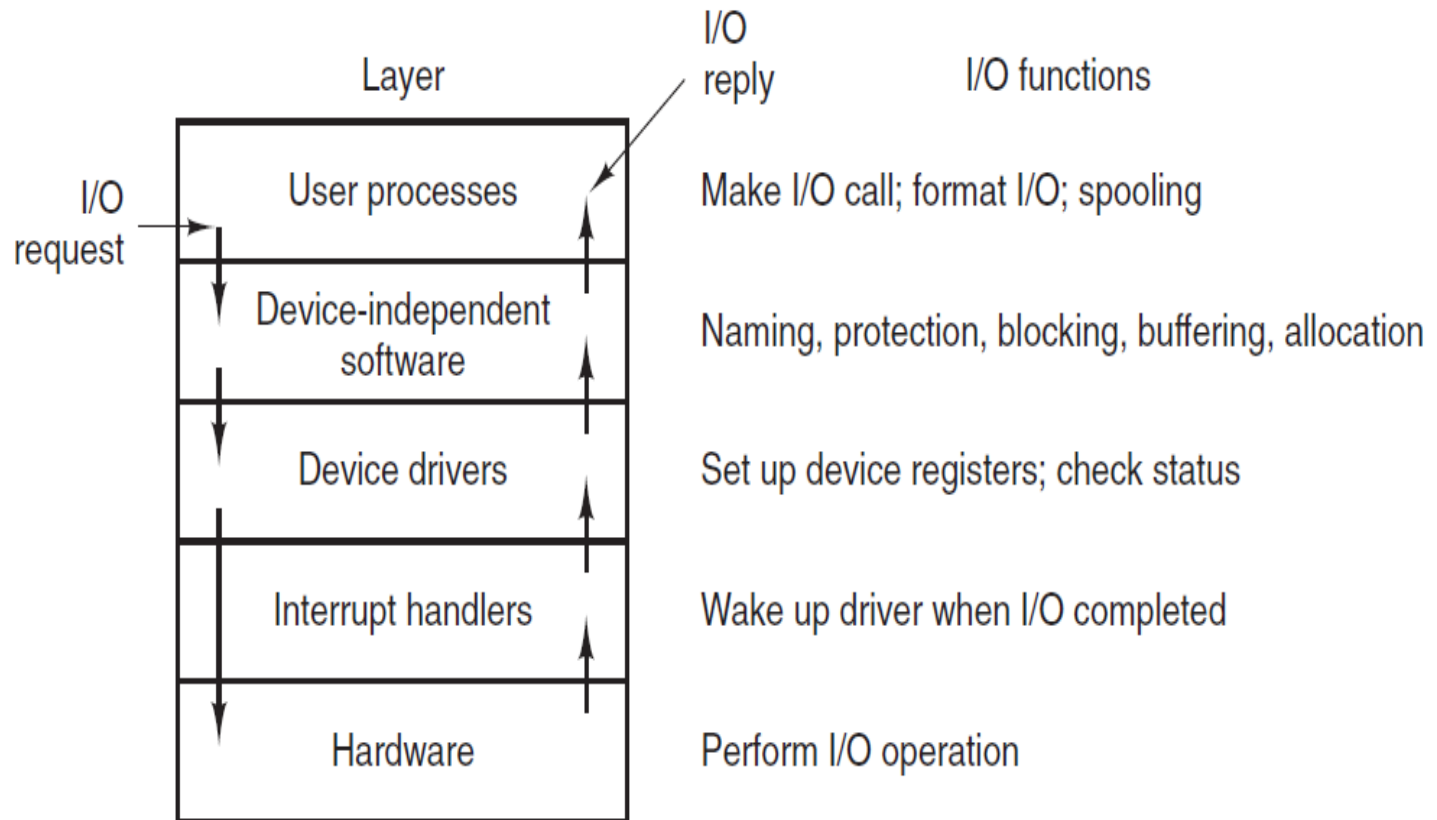 I/O
reply
Layer
I/O functions
I/O
request
User processes
Make I/O call; format I/O; spooling
Device-independent
software
Naming, protection, blocking, buffering, allocation
Device drivers
Set up device registers; check status
Interrupt handlers
Wake up driver when I/O completed
Hardware
Perform I/O operation